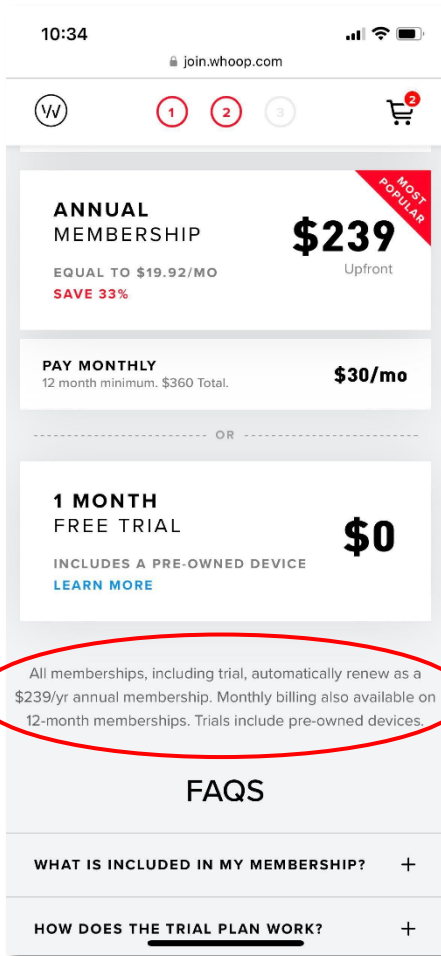 10:34
join.whoop.com
W
1 2 3
2
MOST POPULAR
ANNUAL
MEMBERSHIP
$239
EQUAL TO $19.92/MO
Upfront
SAVE 33%
PAY MONTHLY
12 month minimum. $360 Total.
$30/mo
OR
1 MONTH
FREE TRIAL
$0
INCLUDES A PRE-OWNED DEVICE
LEARN MORE
All memberships, including trial, automatically renew as a
$239/yr annual membership. Monthly billing also available on
12-month memberships. Trials include pre-owned devices.
FAQS
WHAT IS INCLUDED IN MY MEMBERSHIP? +
HOW DOES THE TRIAL PLAN WORK? +